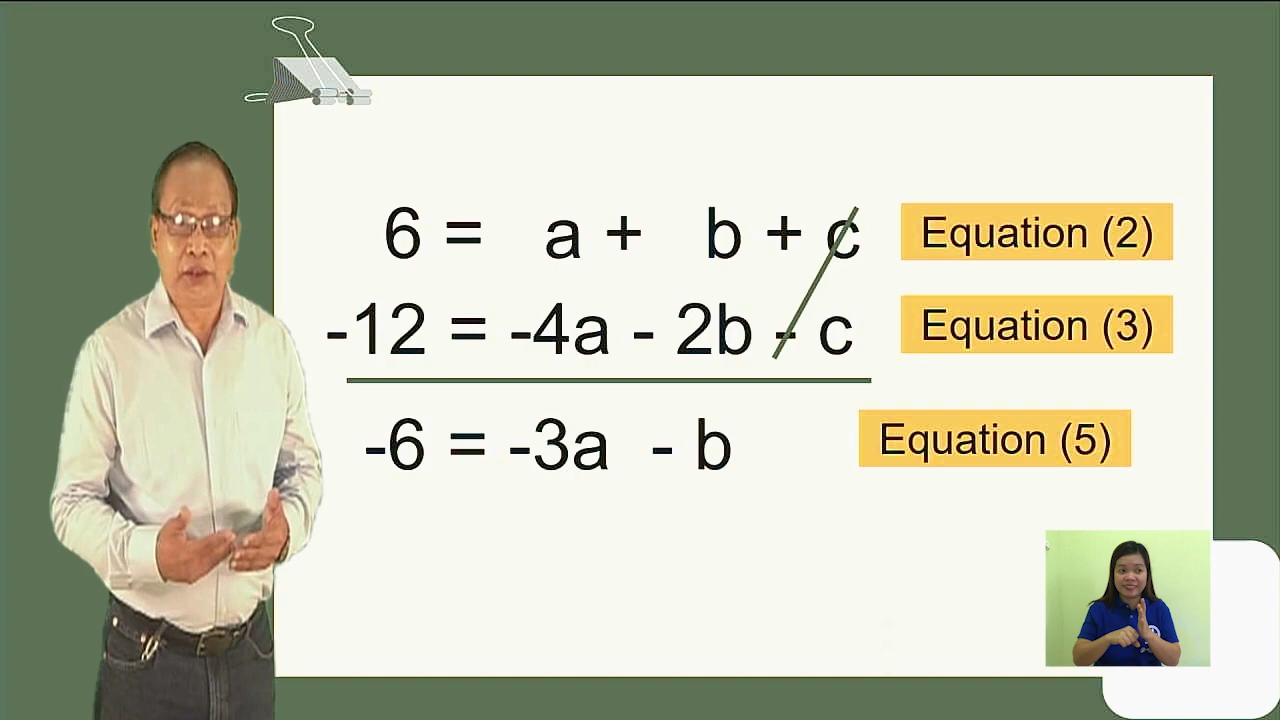 6 = a + b + c Equation (2)
-12 = -4a - 2b - c Equation (3)
-6 = -3a - b Equation (5)